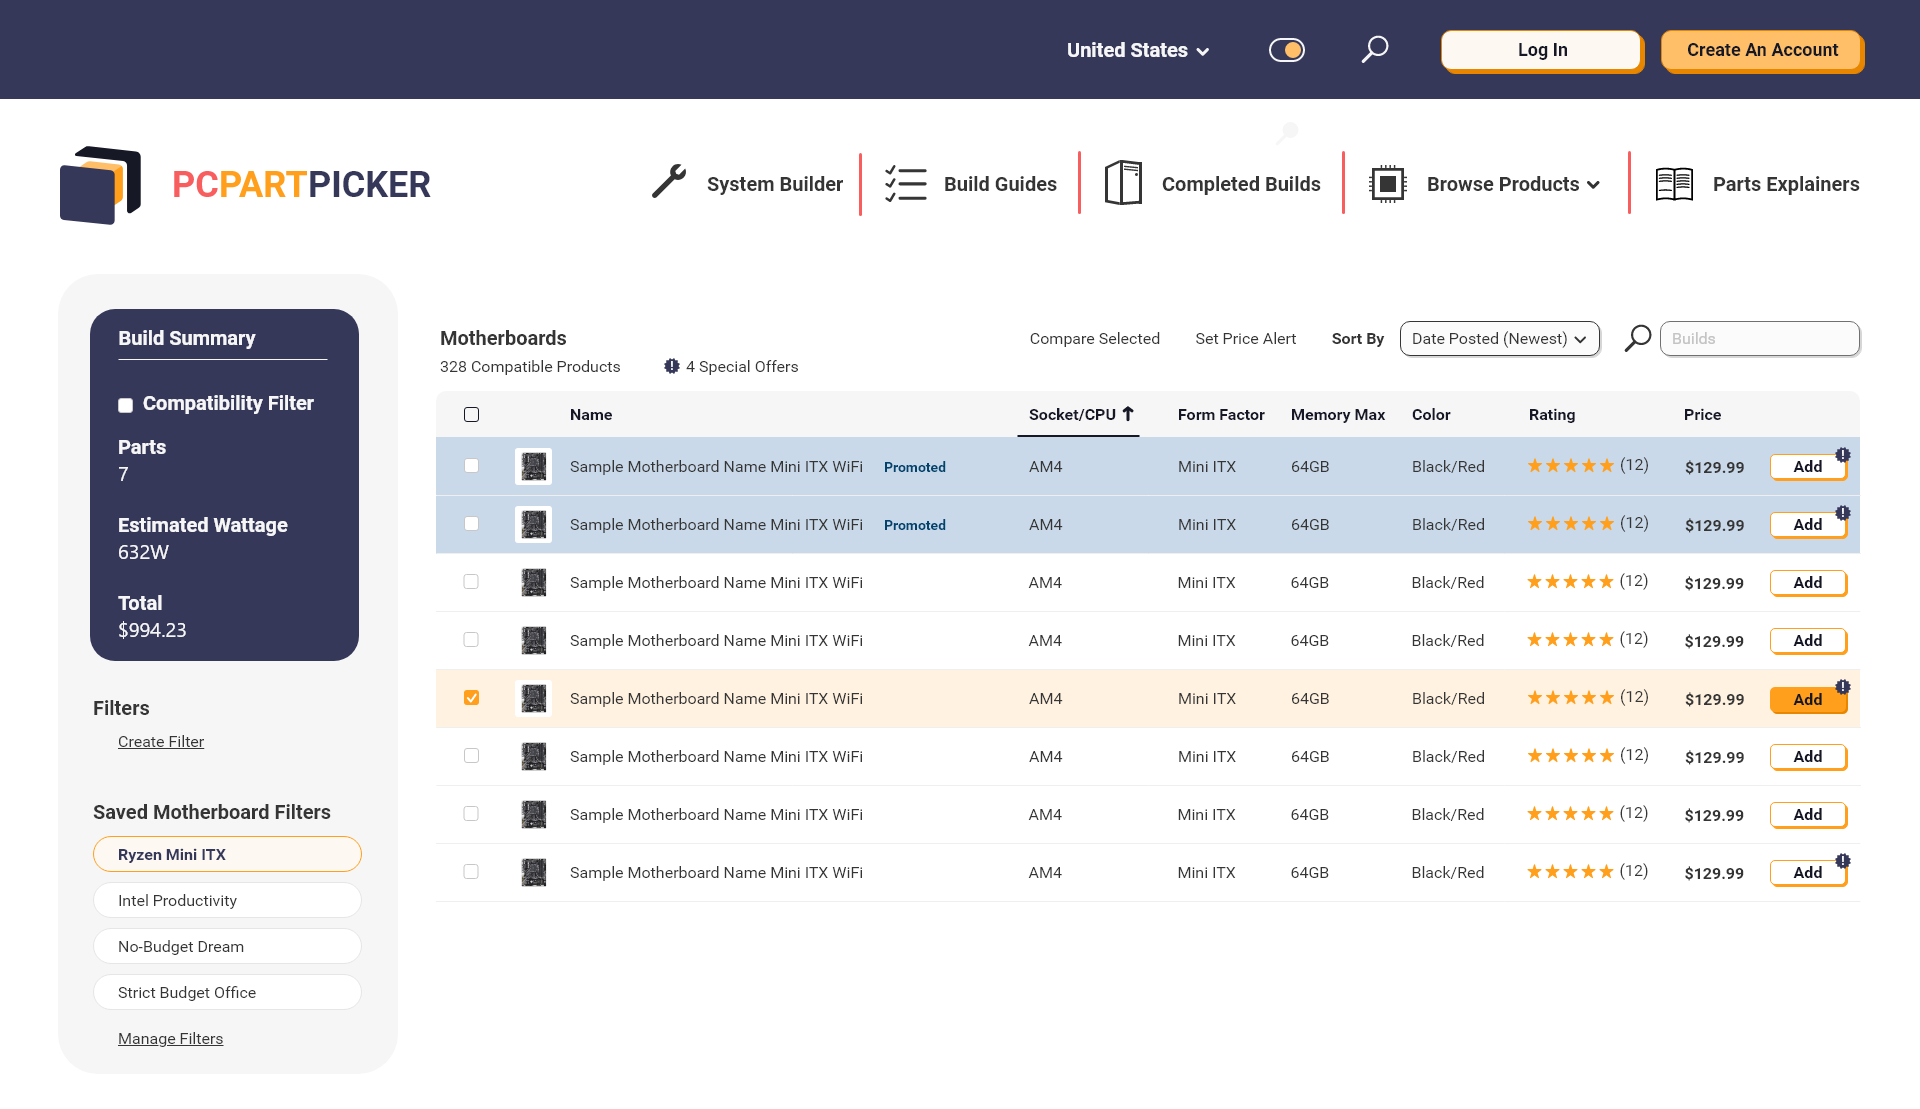 United States
Log In
Create An Account
PCPARTPICKER
System Builder
Build Guides
Completed Builds
Browse Products
Parts Explainers
Build Summary
Compatibility Filter
Parts
7
Estimated Wattage
632W
Total
$994.23
Filters
Create Filter
Saved Motherboard Filters
Ryzen Mini ITX
Intel Productivity
No-Budget Dream
Strict Budget Office
Manage Filters
Motherboards
328 Compatible Products
4 Special Offers
Compare Selected
Set Price Alert
Sort By
Date Posted (Newest)
Builds
Name Socket/CPU Form Factor Memory Max Color Rating Price
Sample Motherboard Name Mini ITX WiFi Promoted AM4 Mini ITX 64GB Black/Red (12) $129.99 Add
Sample Motherboard Name Mini ITX WiFi Promoted AM4 Mini ITX 64GB Black/Red (12) $129.99 Add
Sample Motherboard Name Mini ITX WiFi AM4 Mini ITX 64GB Black/Red (12) $129.99 Add
Sample Motherboard Name Mini ITX WiFi AM4 Mini ITX 64GB Black/Red (12) $129.99 Add
Sample Motherboard Name Mini ITX WiFi AM4 Mini ITX 64GB Black/Red (12) $129.99 Add
Sample Motherboard Name Mini ITX WiFi AM4 Mini ITX 64GB Black/Red (12) $129.99 Add
Sample Motherboard Name Mini ITX WiFi AM4 Mini ITX 64GB Black/Red (12) $129.99 Add
Sample Motherboard Name Mini ITX WiFi AM4 Mini ITX 64GB Black/Red (12) $129.99 Add